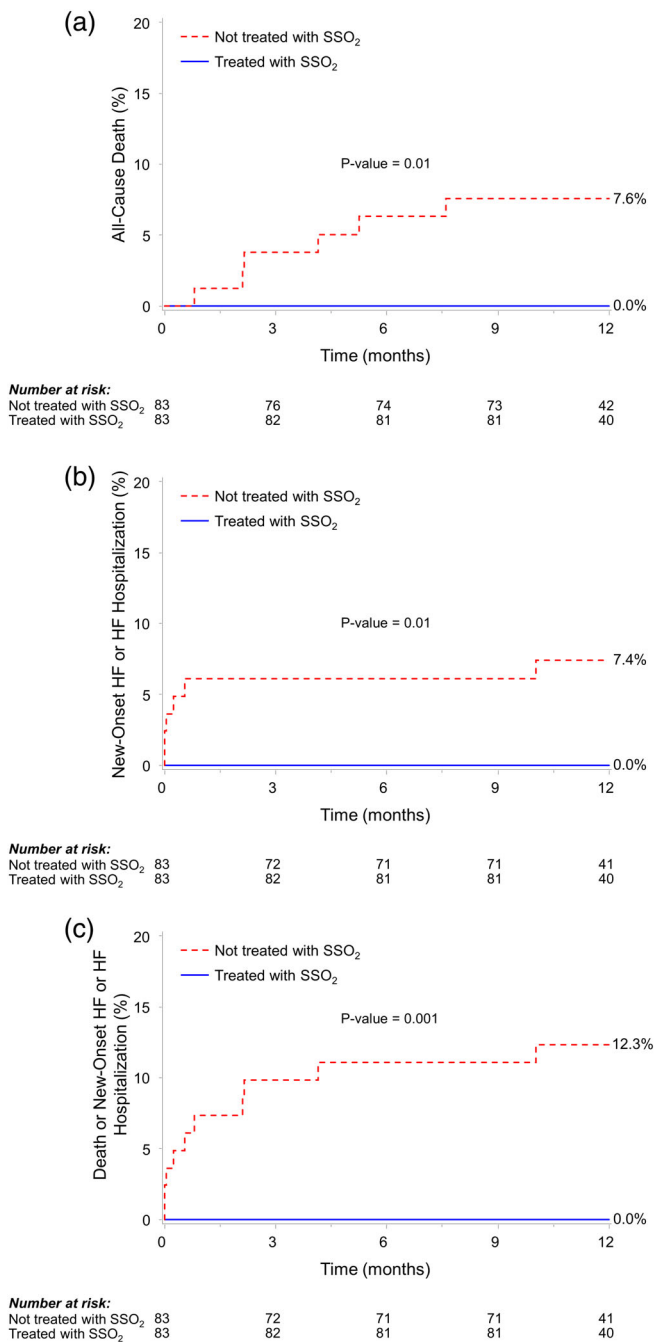 (a)
20
15
10
5
0
All-Cause Death (%)
Not treated with SSO₂
Treated with SSO₂
P-value = 0.01
7.6%
0.0%
0 3 6 9 12
Time (months)
Number at risk:
Not treated with SSO₂ 83 76 74 73 42
Treated with SSO₂ 83 82 81 81 40
(b)
20
15
10
5
0
New-Onset HF or HF Hospitalization (%)
Not treated with SSO₂
Treated with SSO₂
P-value = 0.01
7.4%
0.0%
0 3 6 9 12
Time (months)
Number at risk:
Not treated with SSO₂ 83 72 71 71 41
Treated with SSO₂ 83 82 81 81 40
(c)
20
15
10
5
0
Death or New-Onset HF or HF
Hospitalization (%)
Not treated with SSO₂
Treated with SSO₂
P-value = 0.001
12.3%
0.0%
0 3 6 9 12
Time (months)
Number at risk:
Not treated with SSO₂ 83 72 71 71 41
Treated with SSO₂ 83 82 81 81 40